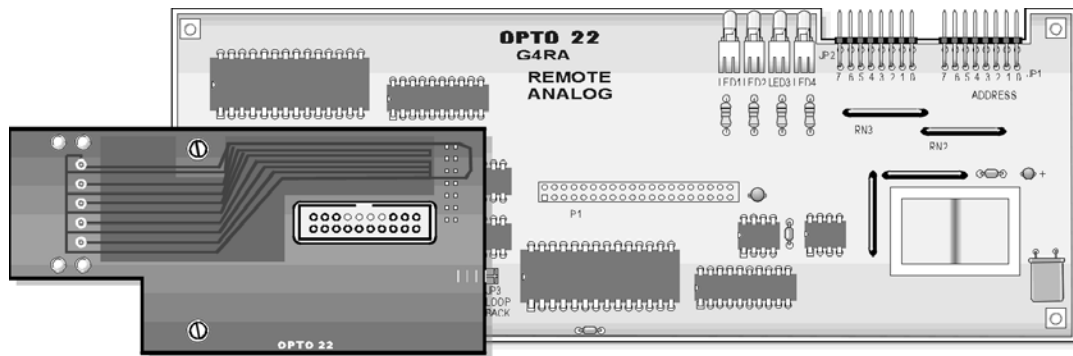 OPTO 22
G4RA
REMOTE
ANALOG
LED1 LED2 LED3 LED4
JP2
7 6 5 4 3 2 1 0
7 6 5 4 3 2 1 0
JP1
ADDRESS
RN3
RN2
+
P1
JP3
LOOP
BACK
OPTO 22